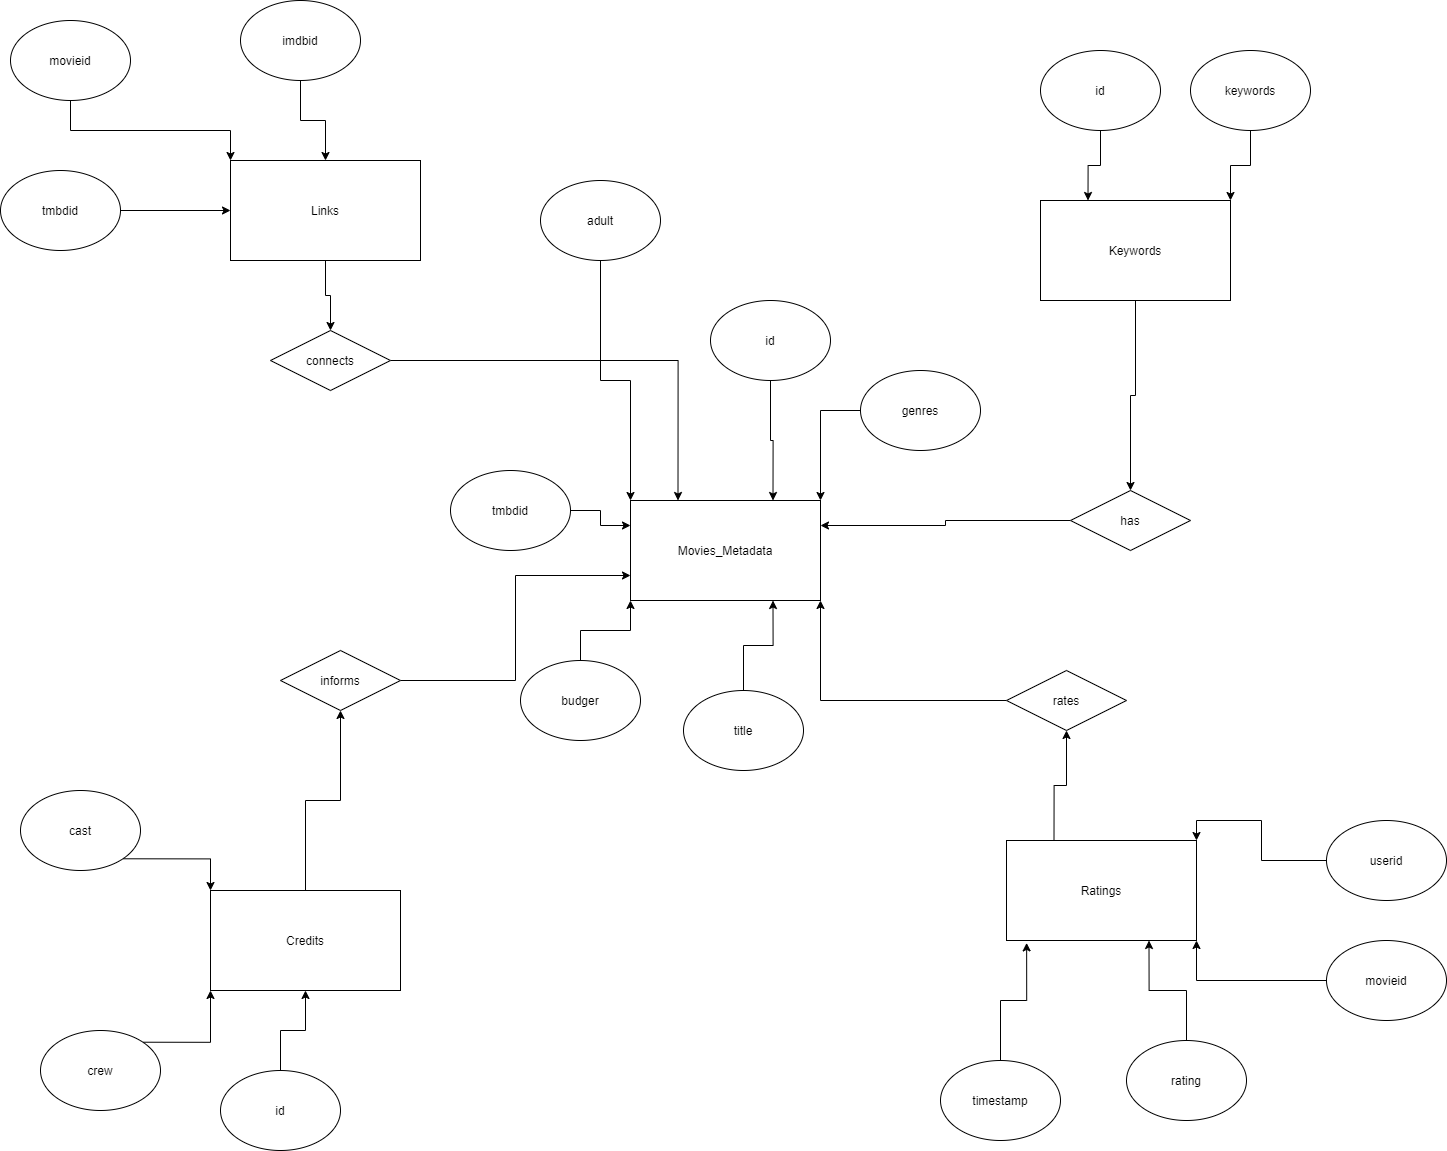 imdbid
movieid
id
keywords
tmbdid
Links
adult
Keywords
id
connects
genres
tmbdid
has
Movies_Metadata
informs
budger
title
rates
cast
userid
Ratings
Credits
movieid
crew
rating
timestamp
id